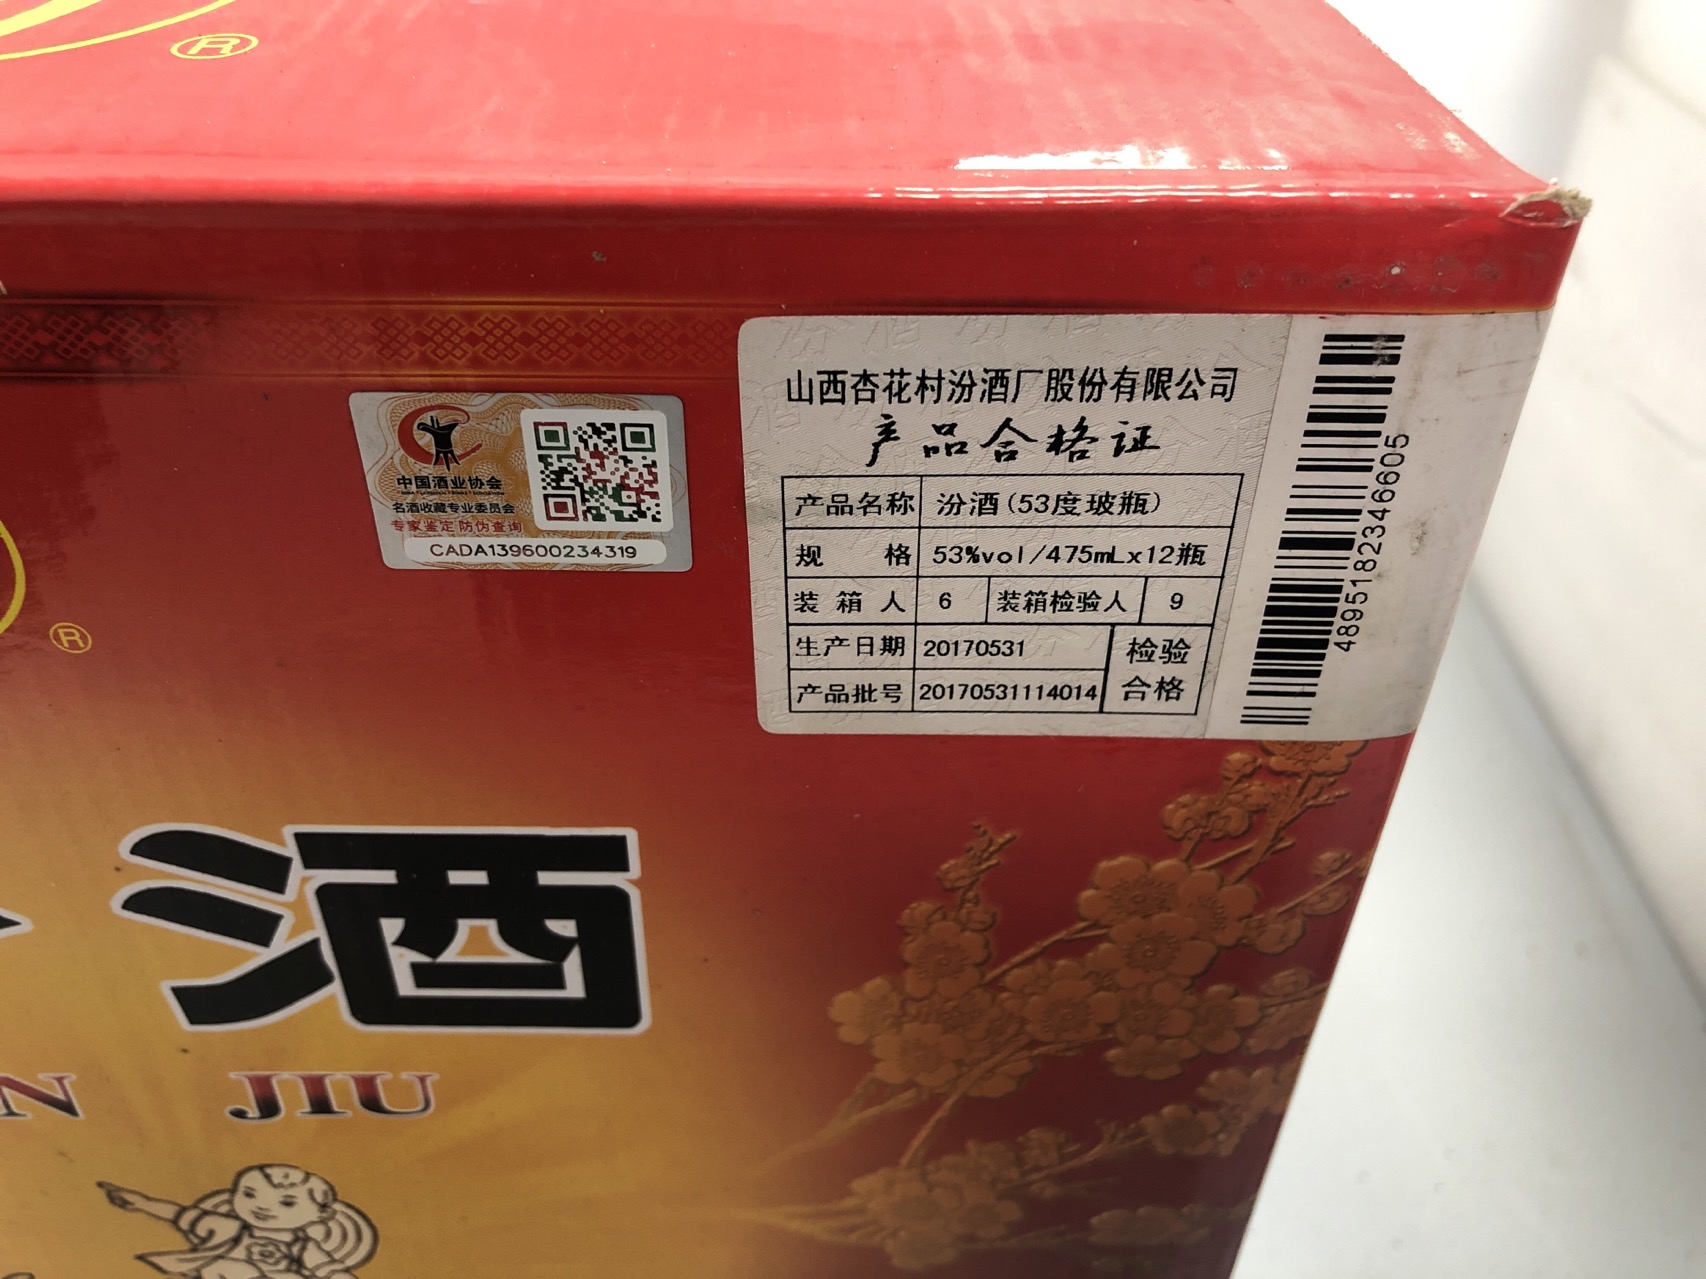 ®
山西杏花村汾酒厂股份有限公司
产品合格证
产品名称 汾酒(53度玻瓶)
规 格 53%vol/475mLx12瓶
装 箱 人 6 装箱检验人 9
生产日期 20170531 检验
产品批号 20170531114014 合格
4895182346605
中国酒业协会
名酒收藏专业委员会
专家鉴定 防伪查询
CADA139600234319
®
酒
N JIU